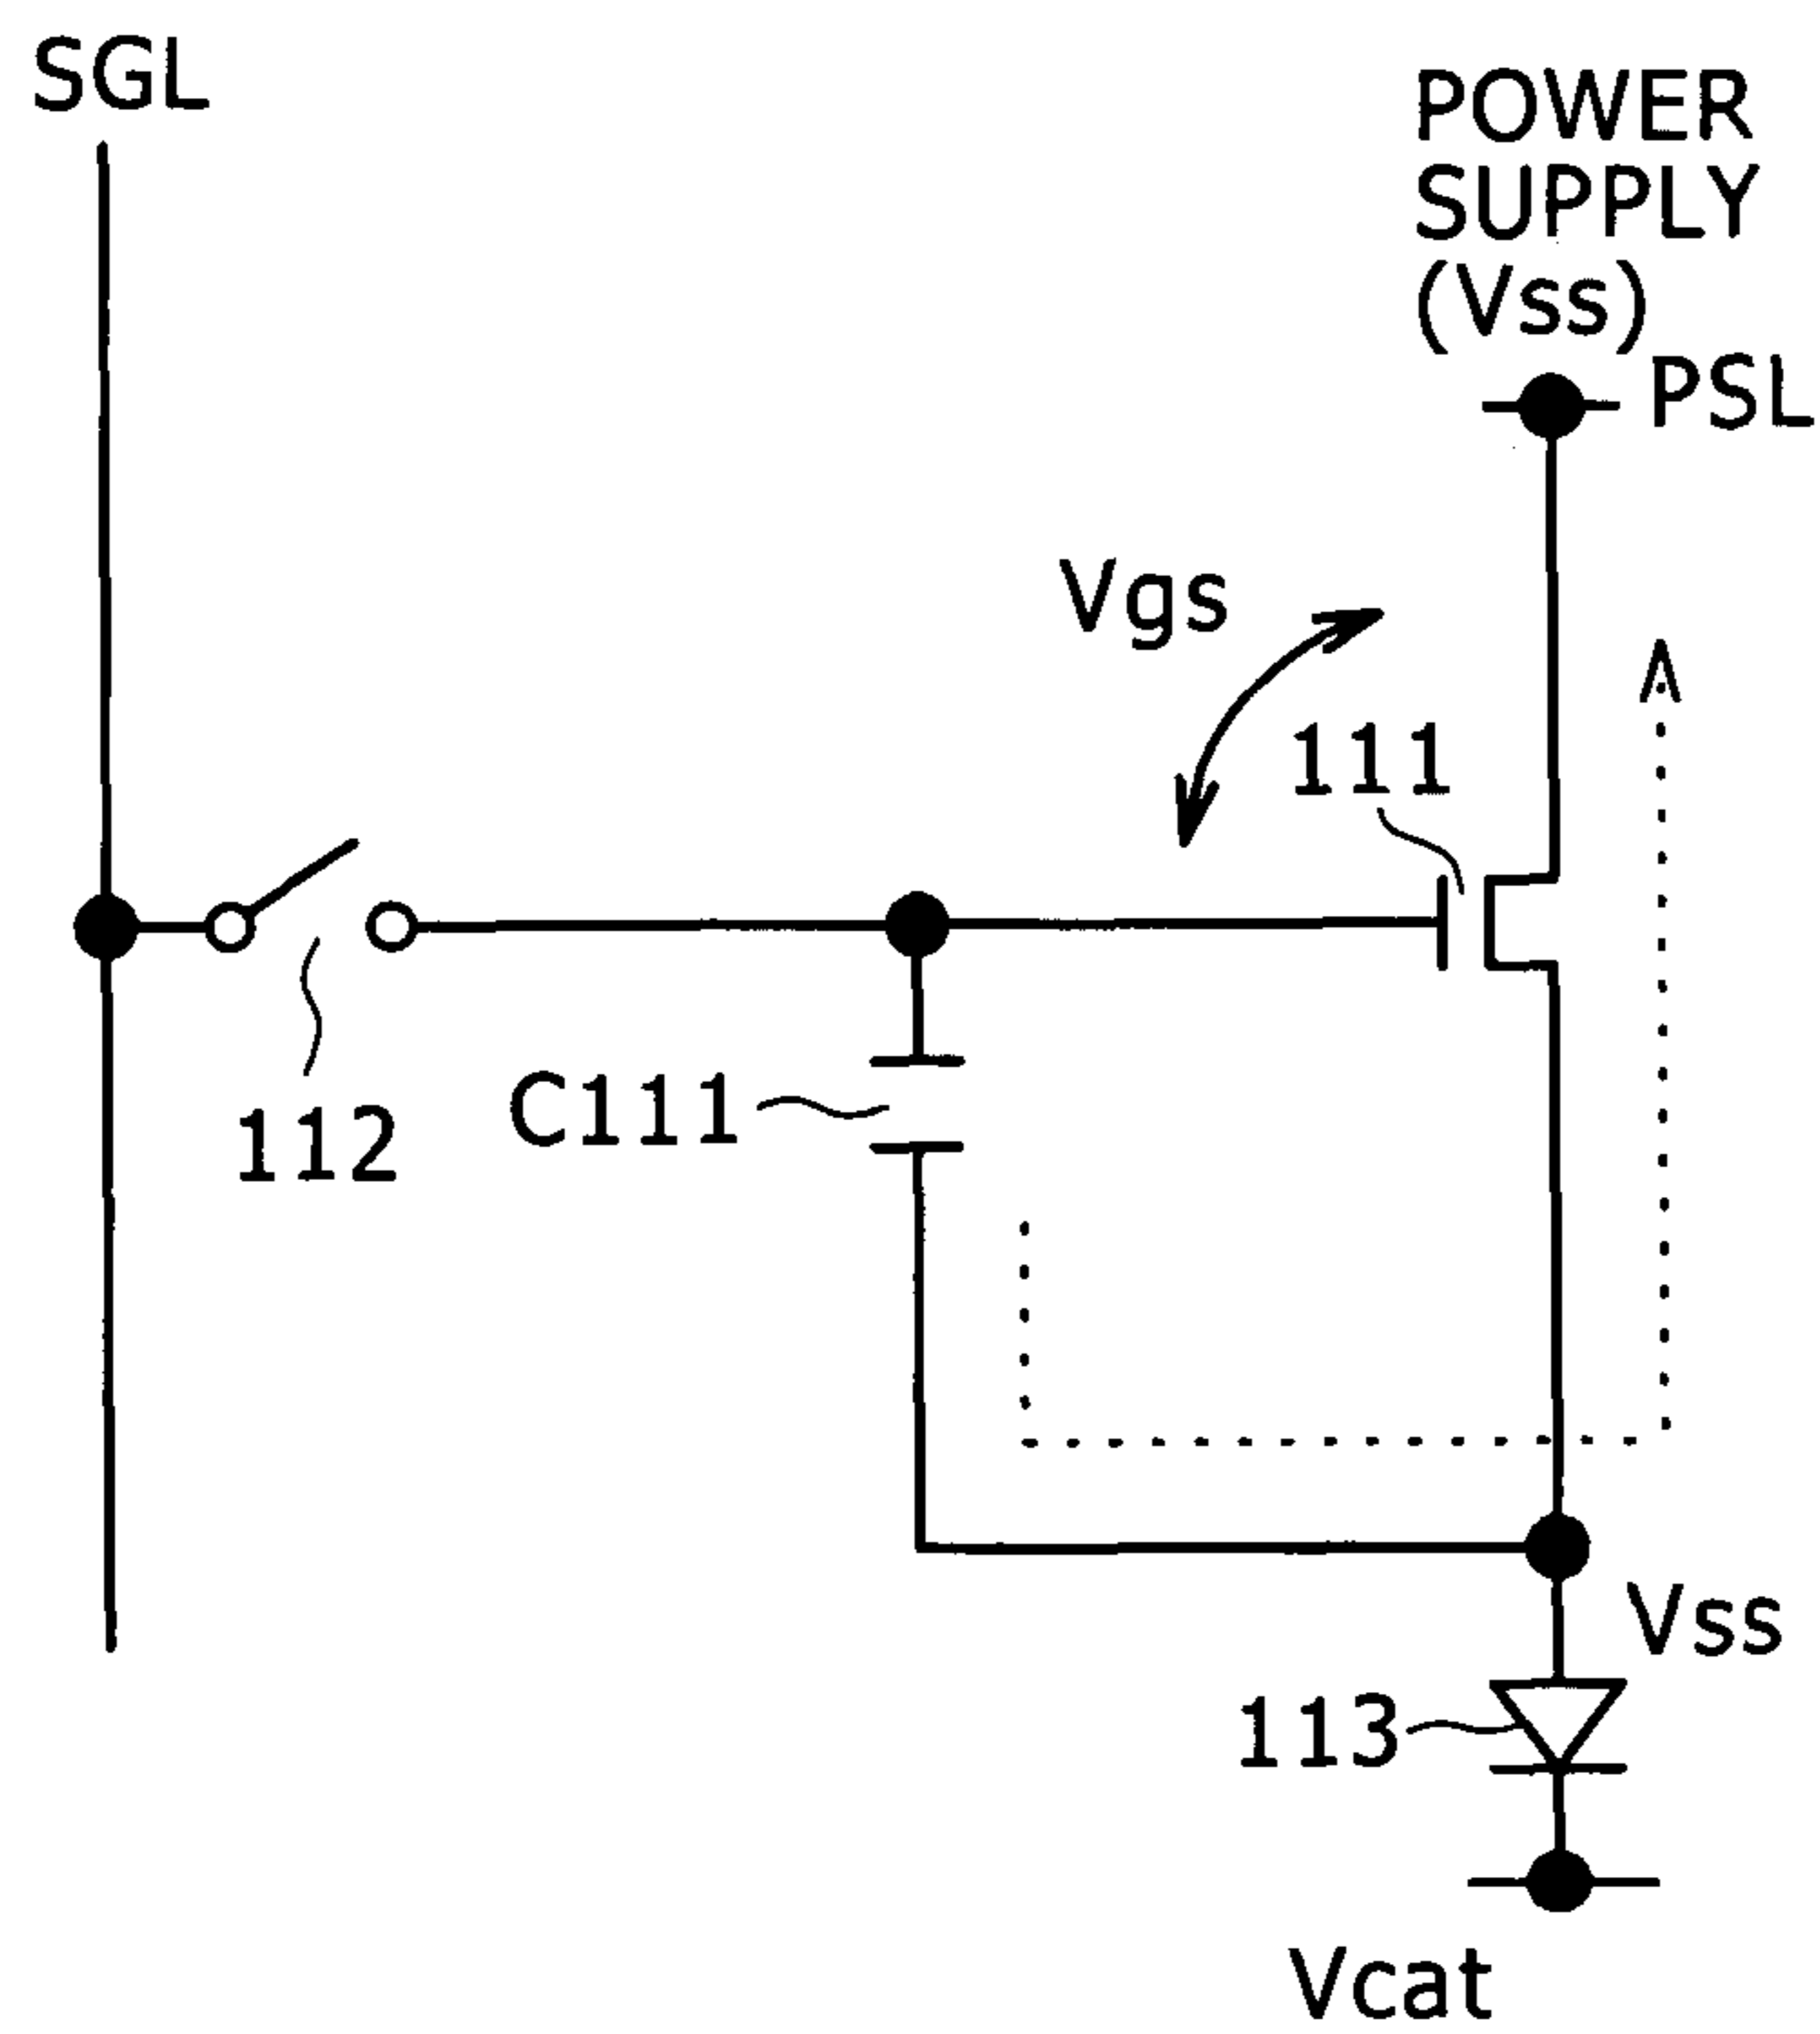 SGL
POWER
SUPPLY
(Vss)
PSL
Vgs
111
112
C111
Vss
113
Vcat